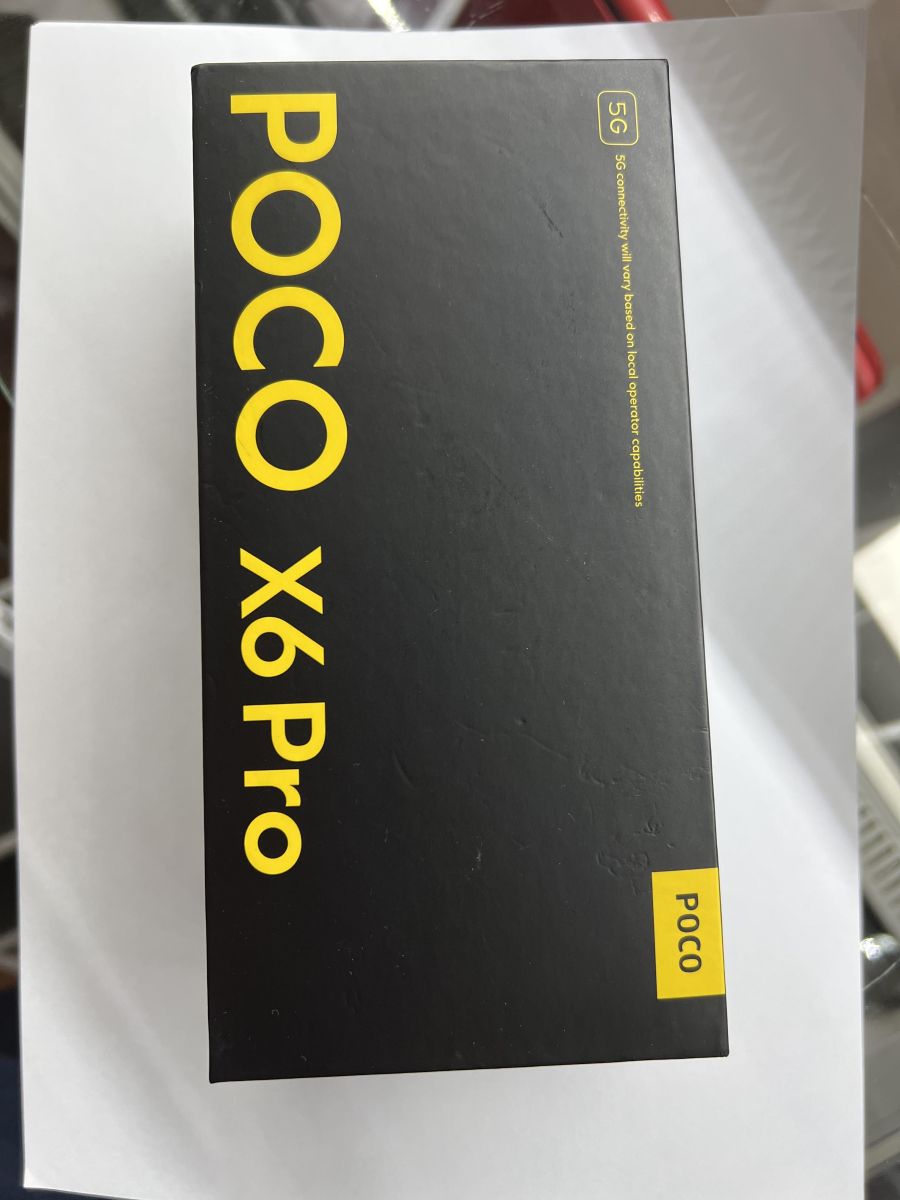 5G
5G connectivity will vary based on local operator capabilities
POCO
POCO X6 Pro